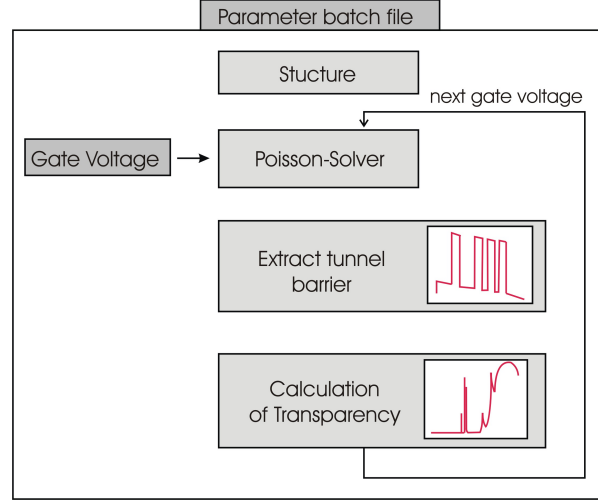 Parameter batch file
Stucture
next gate voltage
Gate Voltage
Poisson-Solver
Extract tunnel
barrier
Calculation
of Transparency